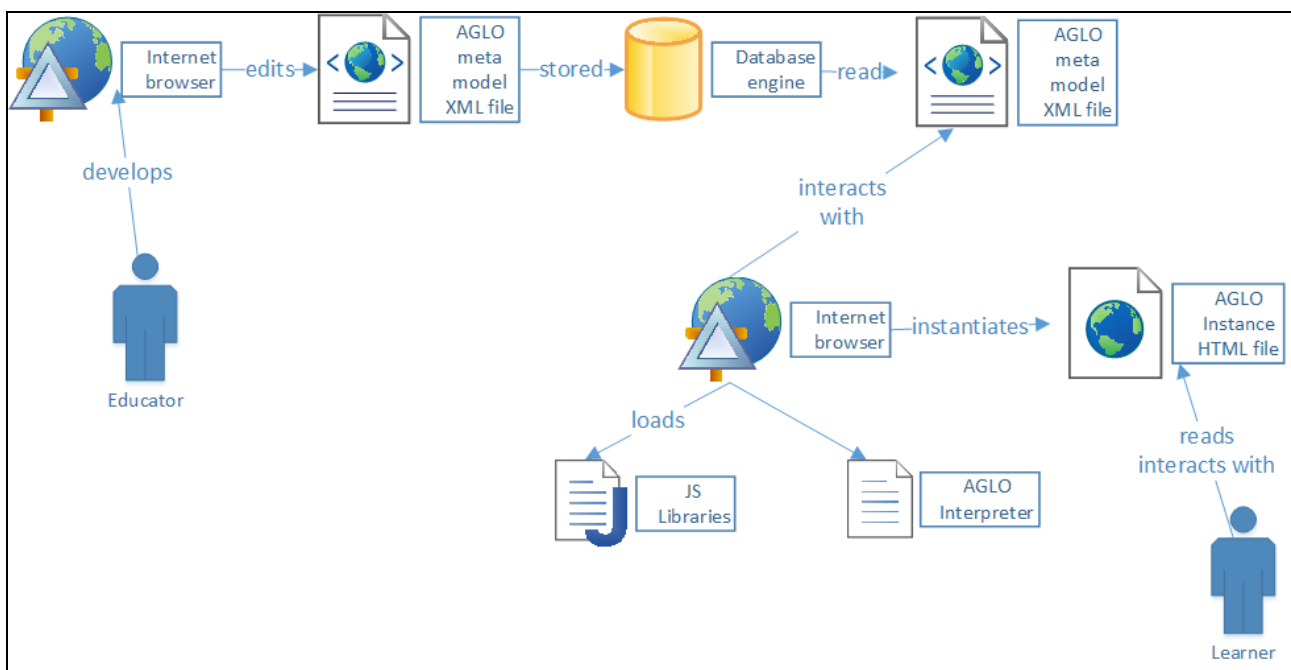 Internet
browser
edits
AGLO
meta
model
XML file
stored
Database
engine
read
AGLO
meta
model
XML file
develops
interacts
with
Educator
Internet
browser
instantiates
AGLO
Instance
HTML file
loads
JS
Libraries
AGLO
Interpreter
reads
interacts with
Learner